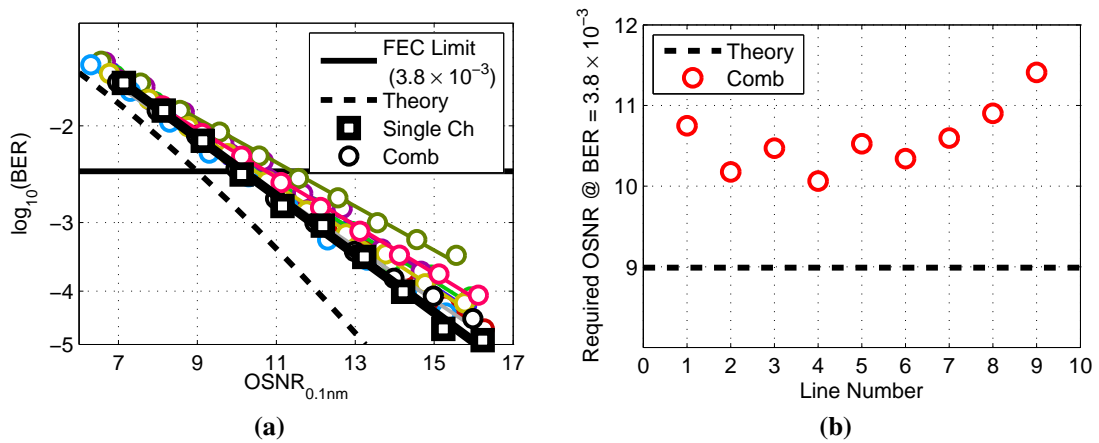 FEC Limit
(3.8 × 10⁻³)
Theory
Single Ch
Comb
−2
−3
−4
−5
7
9
11
13
15
17
log₁₀(BER)
OSNR₀.₁ₙₘ
(a)
Theory
Comb
12
11
10
9
0
1
2
3
4
5
6
7
8
9
10
Required OSNR @ BER = 3.8 × 10⁻³
Line Number
(b)